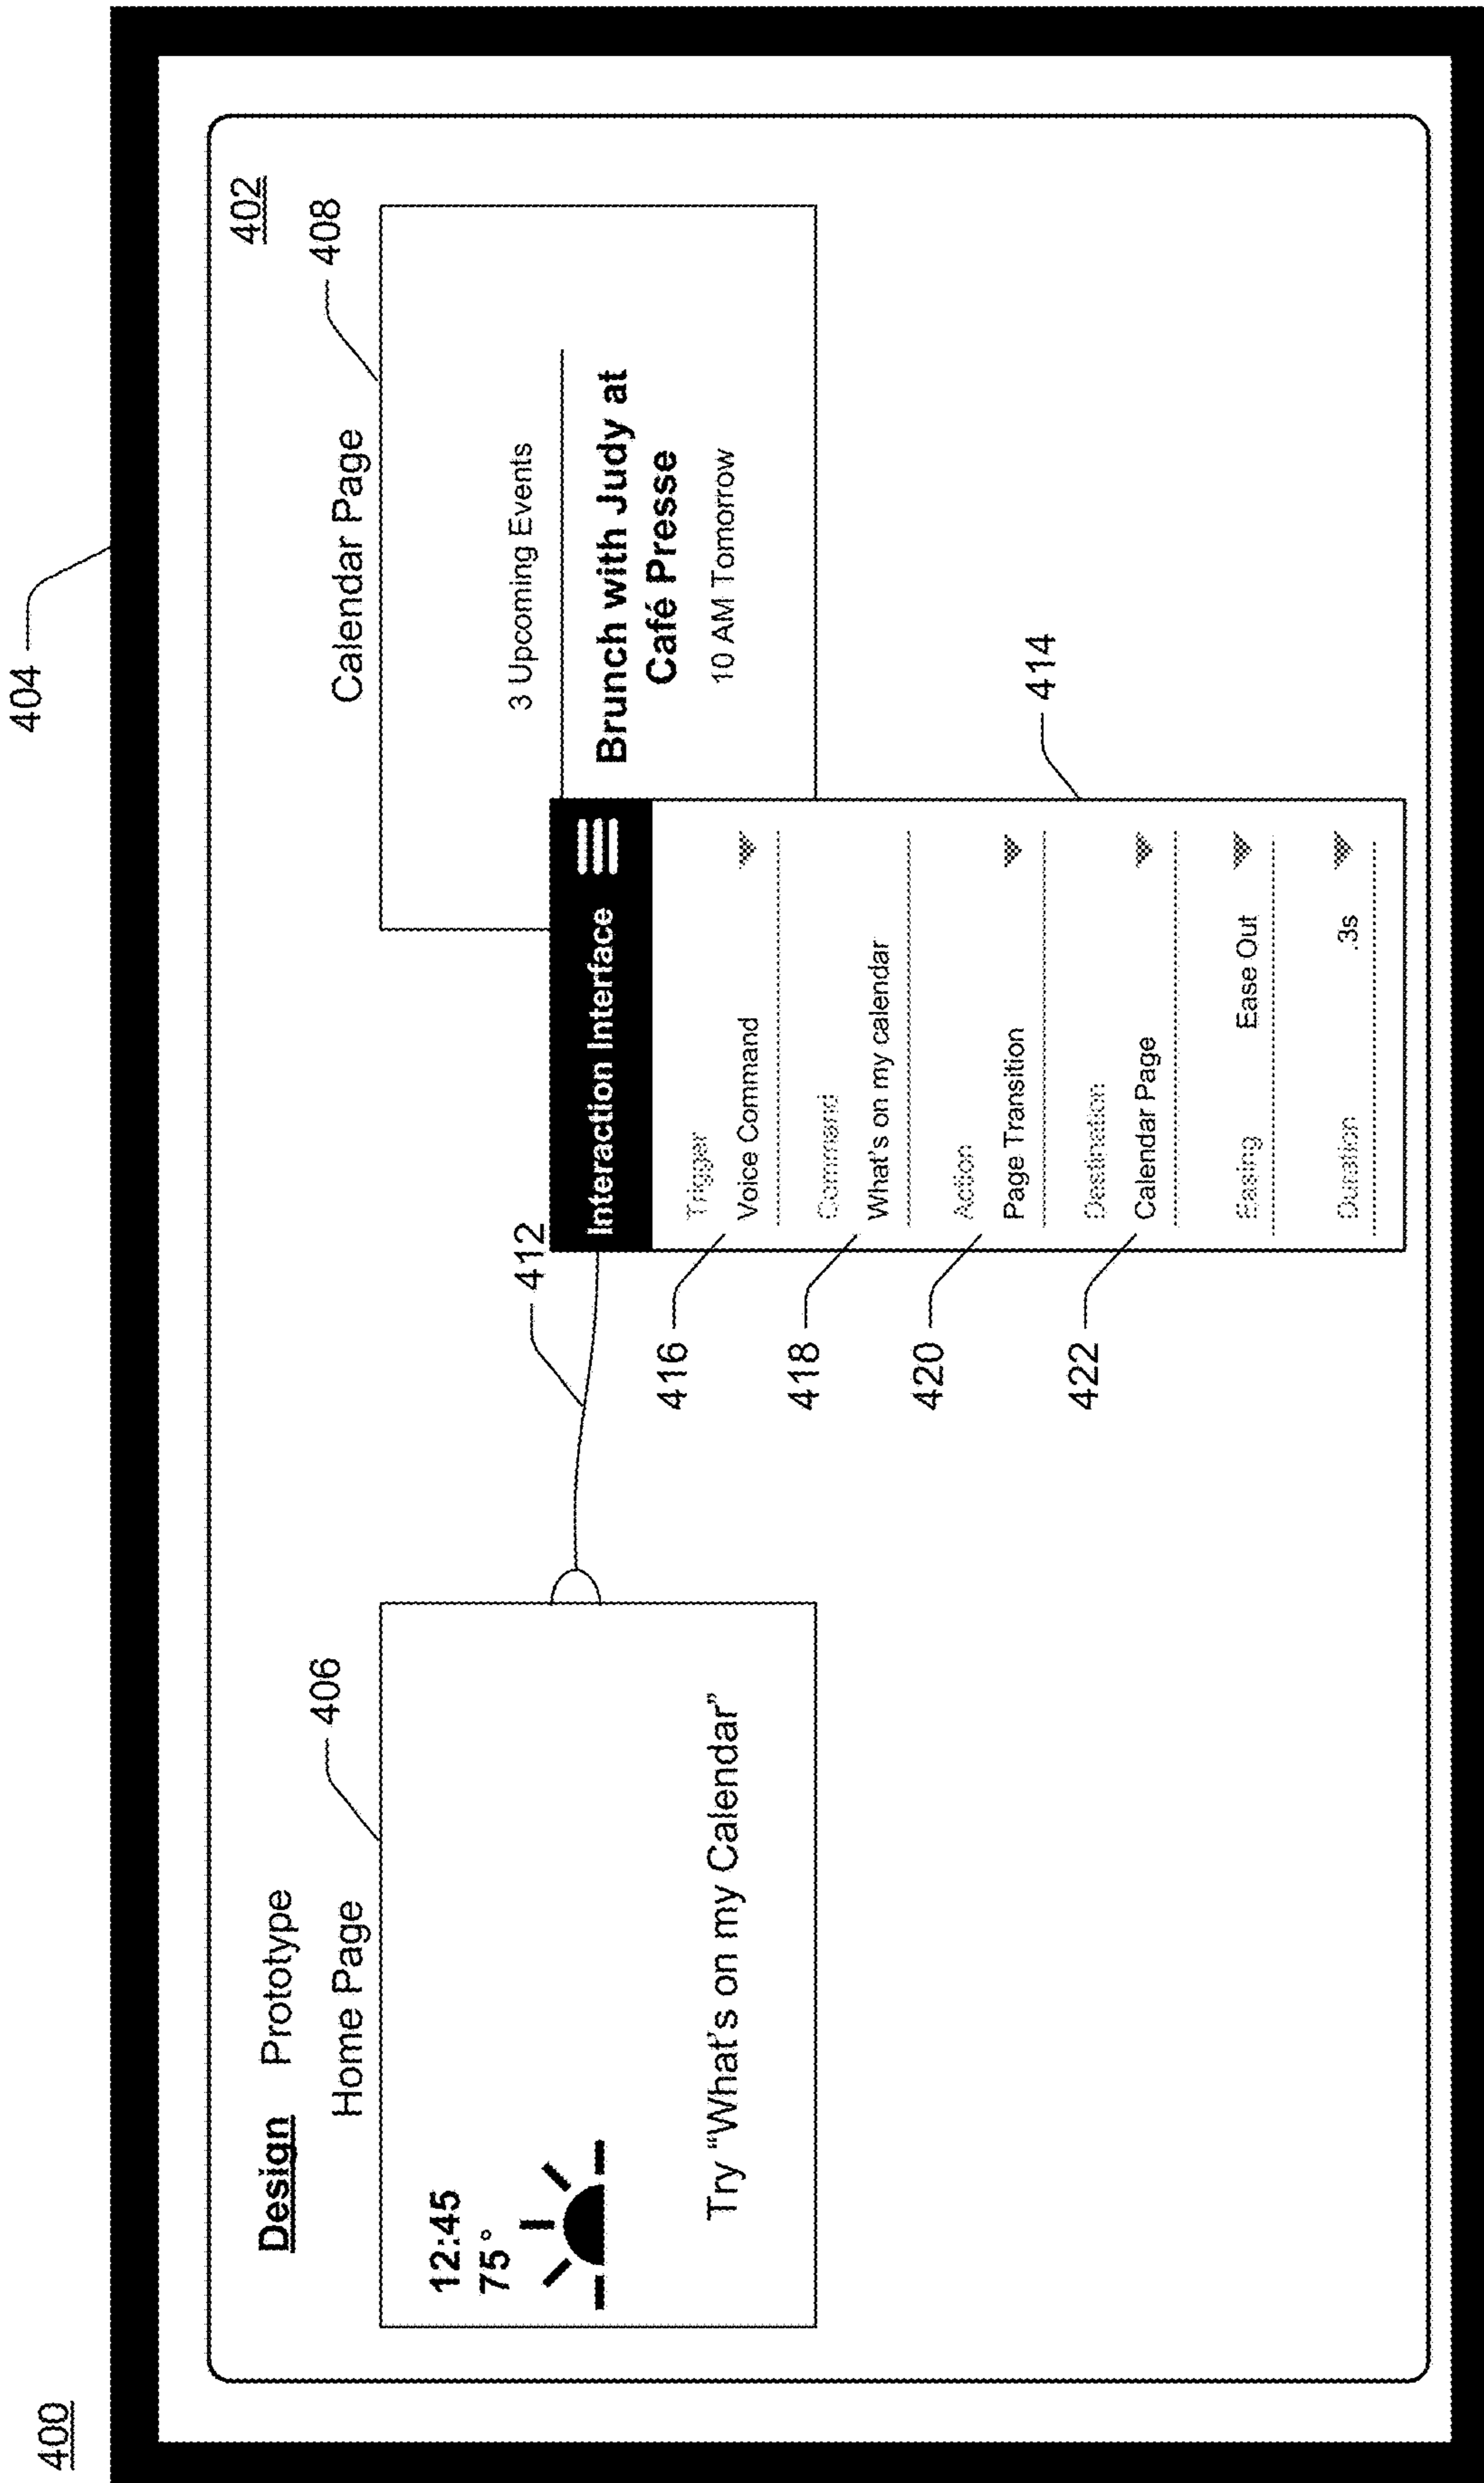 400
404
402
Design Prototype
Home Page
406
12:45
75°
Try “What's on my Calendar”
Calendar Page
408
3 Upcoming Events
Brunch with Judy at
Café Presse
10 AM Tomorrow
412
Interaction Interface
414
Trigger
416
Voice Command
Command
418
What's on my calendar
Action
420
Page Transition
Destination
422
Calendar Page
Easing Ease Out
Duration .3s